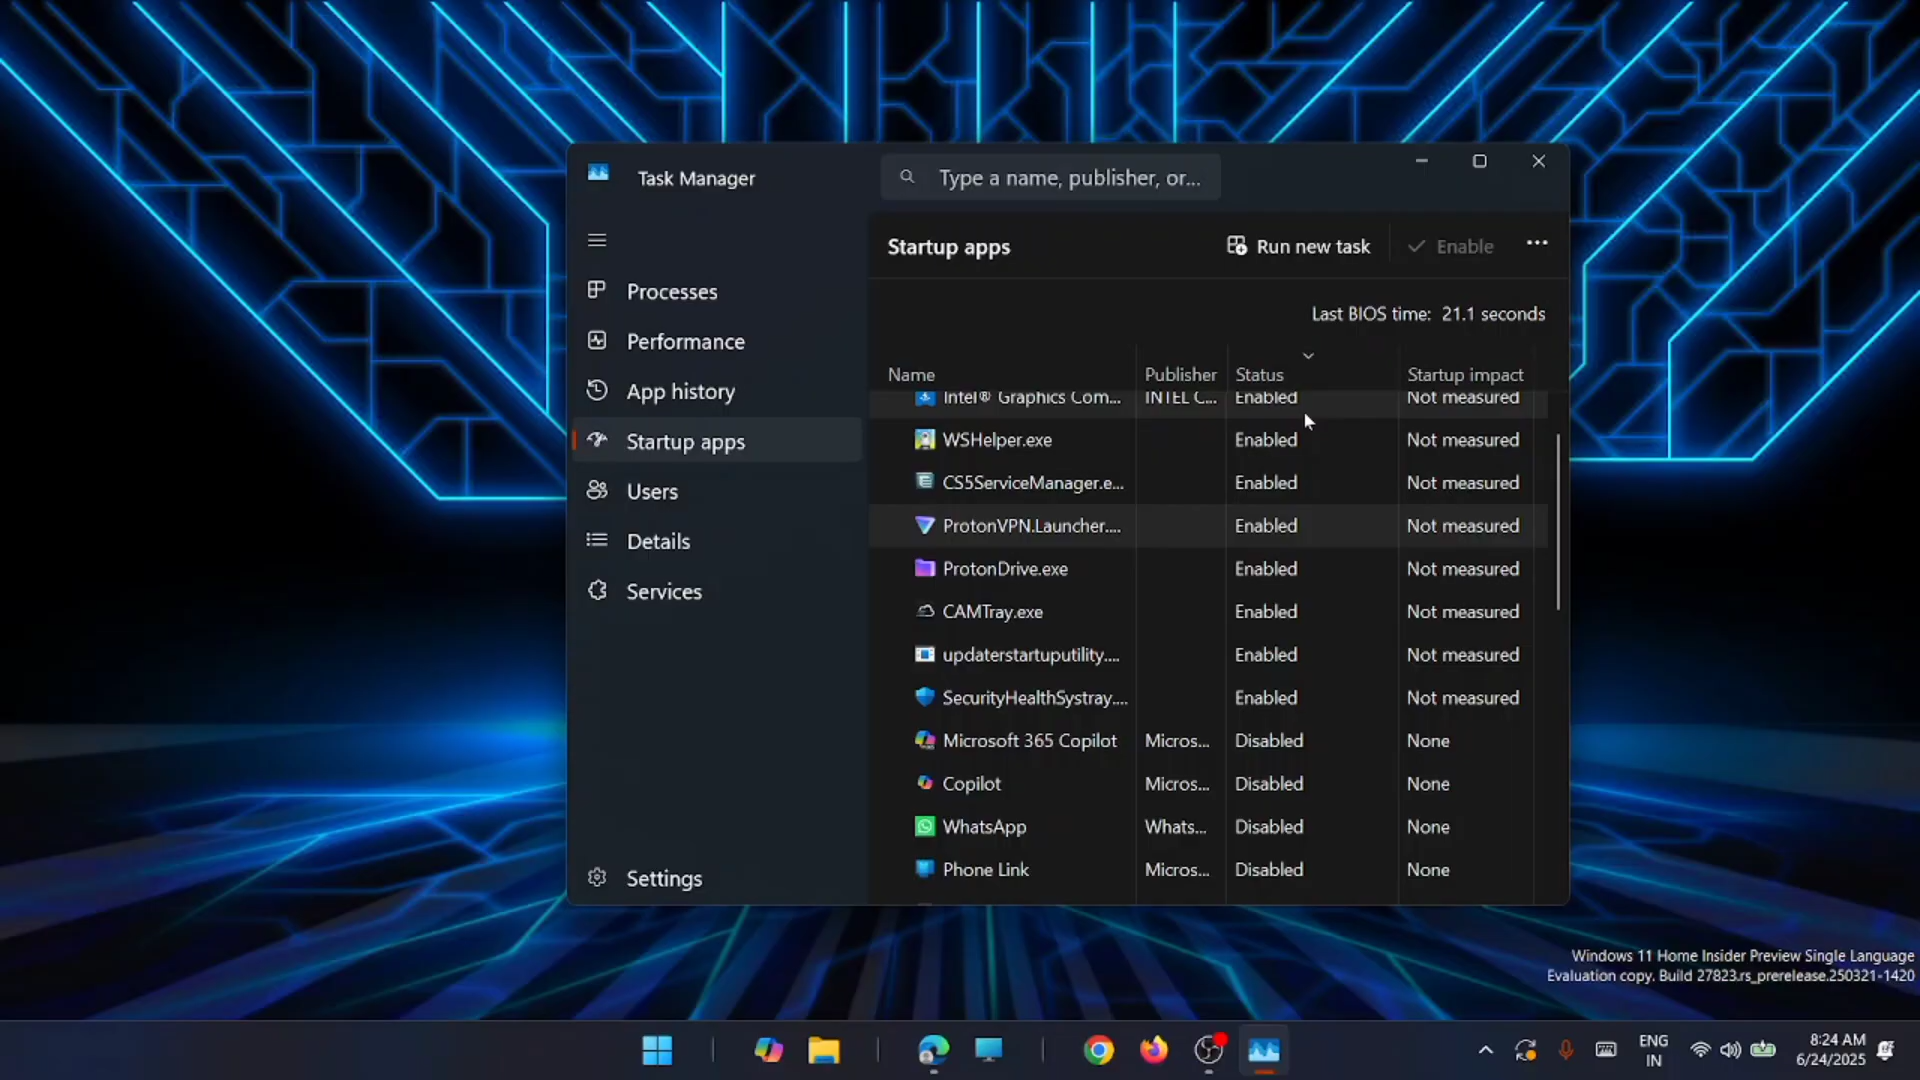 Task Manager
Type a name, publisher, or...
Startup apps
Run new task
Enable
Last BIOS time: 21.1 seconds
Processes
Performance
App history
Startup apps
Users
Details
Services
Settings
Name Publisher Status Startup impact
Intel® Graphics Com... INTEL C... Enabled Not measured
WSHelper.exe Enabled Not measured
CS5ServiceManager.e... Enabled Not measured
ProtonVPN.Launcher.... Enabled Not measured
ProtonDrive.exe Enabled Not measured
CAMTray.exe Enabled Not measured
updaterstartuputility.... Enabled Not measured
SecurityHealthSystray.... Enabled Not measured
Microsoft 365 Copilot Micros... Disabled None
Copilot Micros... Disabled None
WhatsApp Whats... Disabled None
Phone Link Micros... Disabled None
Windows 11 Home Insider Preview Single Language
Evaluation copy. Build 27823.rs_prerelease.250321-1420
ENG
IN
8:24 AM
6/24/2025